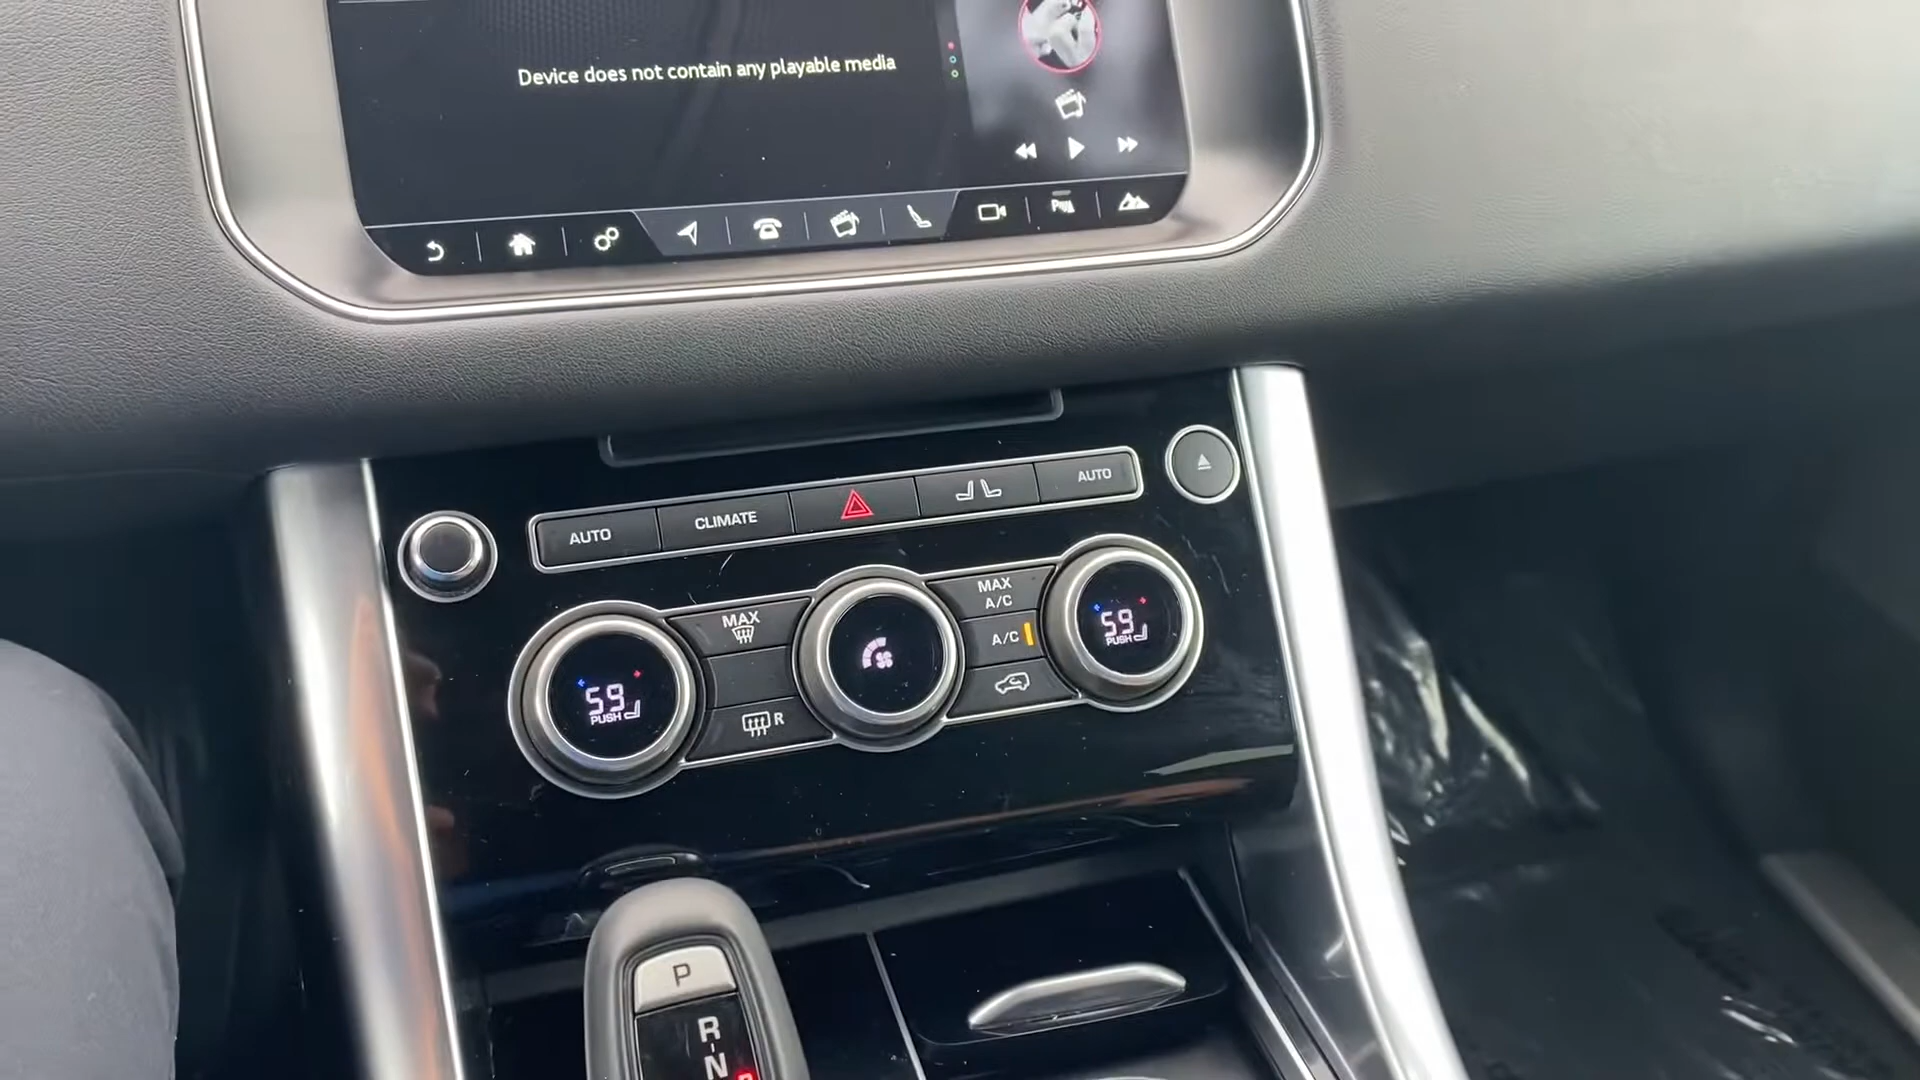 Device does not contain any playable media
AUTO
CLIMATE
AUTO
MAX
MAX
A/C
A/C
59
PUSH
59
PUSH
R
P
R
N